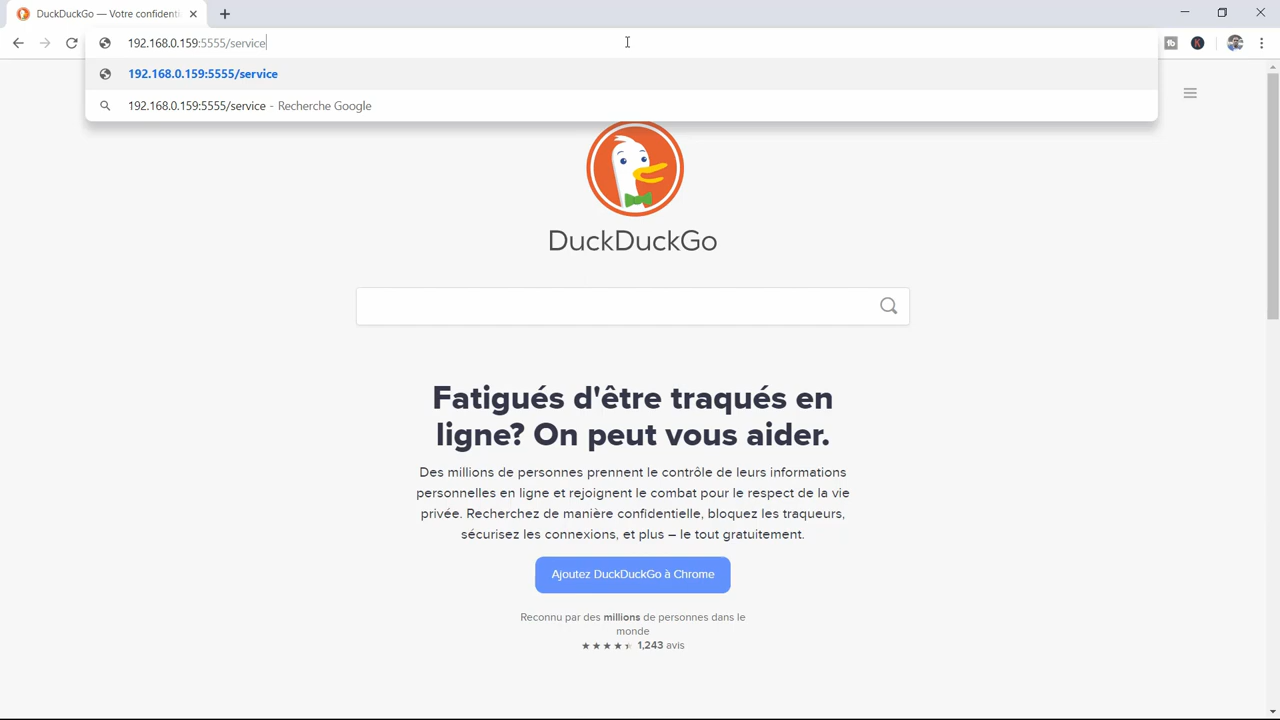 DuckDuckGo — Votre confidenti
192.168.0.159:5555/service
192.168.0.159:5555/service
192.168.0.159:5555/service - Recherche Google
DuckDuckGo
Fatigués d'être traqués en
ligne? On peut vous aider.
Des millions de personnes prennent le contrôle de leurs informations
personnelles en ligne et rejoignent le combat pour le respect de la vie
privée. Recherchez de manière confidentielle, bloquez les traqueurs,
sécurisez les connexions, et plus – le tout gratuitement.
Ajoutez DuckDuckGo à Chrome
Reconnu par des millions de personnes dans le
monde
1,243 avis